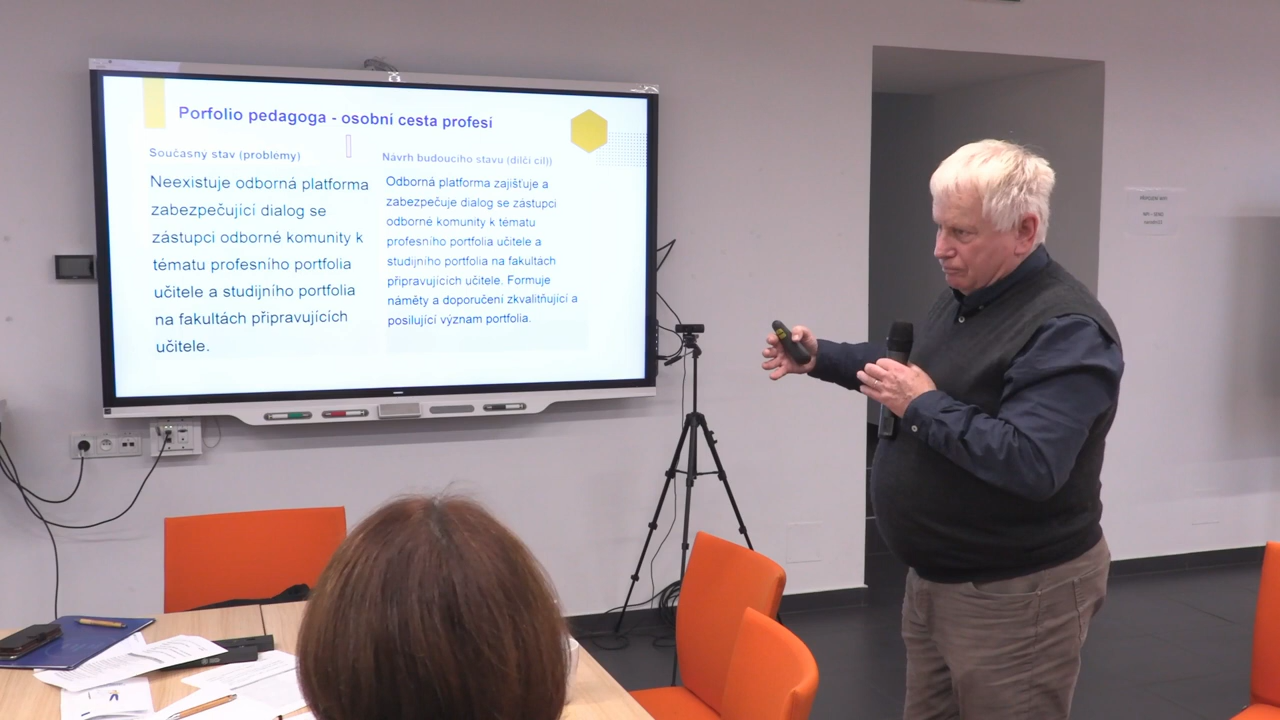 Porfolio pedagoga - osobní cesta profesí
Současný stav (problémy)
Neexistuje odborná platforma
zabezpečující dialog se
zástupci odborné komunity k
tématu profesního portfolia
učitele a studijního portfolia
na fakultách připravujících
učitele.
Návrh budoucího stavu (dílčí cíl))
Odborná platforma zajišťuje a
zabezpečuje dialog se zástupci
odborné komunity k tématu
profesního portfolia učitele a
studijního portfolia na fakultách
připravujících učitele. Formuje
náměty a doporučení zkvalitňující a
posilující význam portfolia.